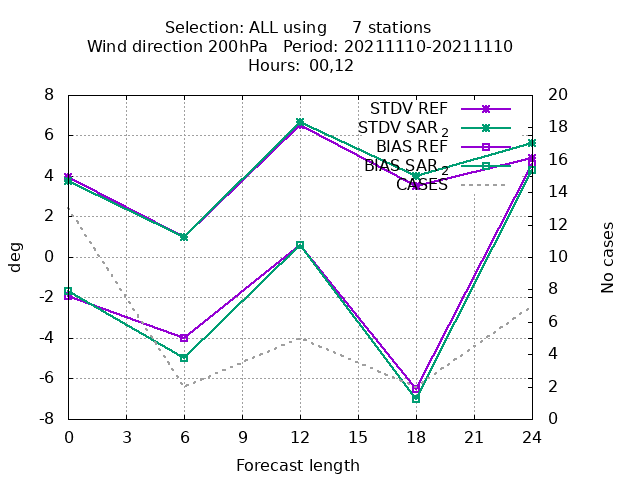 Selection: ALL using 7 stations
Wind direction 200hPa Period: 20211110-20211110
Hours: 00,12
8
6
4
2
0
-2
-4
-6
-8
deg
20
18
16
14
12
10
8
6
4
2
0
No cases
STDV REF
STDV SAR 2
BIAS REF
BIAS SAR 2
CASES
0 3 6 9 12 15 18 21 24
Forecast length